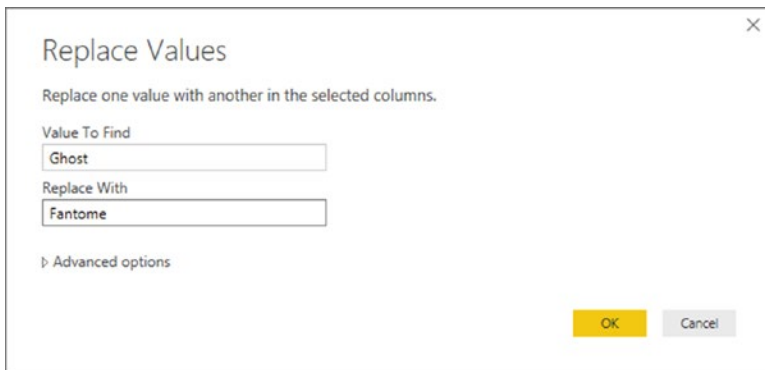 Replace Values
Replace one value with another in the selected columns.
Value To Find
Ghost
Replace With
Fantome
Advanced options
OK Cancel